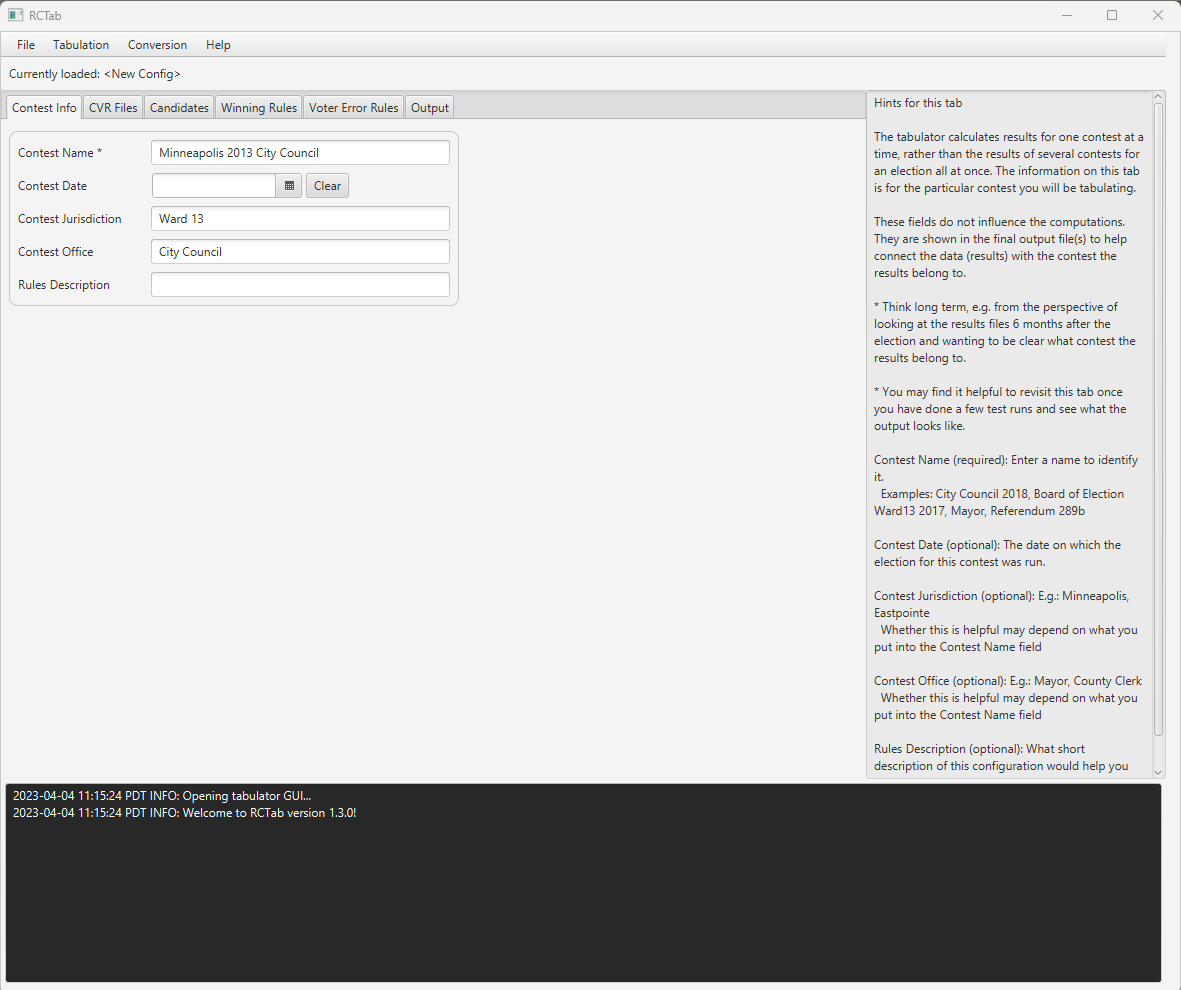 RCTab
File Tabulation Conversion Help
Currently loaded: <New Config>
Contest Info CVR Files Candidates Winning Rules Voter Error Rules Output
Contest Name * Minneapolis 2013 City Council
Contest Date Clear
Contest Jurisdiction Ward 13
Contest Office City Council
Rules Description
Hints for this tab
The tabulator calculates results for one contest at a
time, rather than the results of several contests for
an election all at once. The information on this tab
is for the particular contest you will be tabulating.
These fields do not influence the computations.
They are shown in the final output file(s) to help
connect the data (results) with the contest the
results belong to.
* Think long term, e.g. from the perspective of
looking at the results files 6 months after the
election and wanting to be clear what contest the
results belong to.
* You may find it helpful to revisit this tab once
you have done a few test runs and see what the
output looks like.
Contest Name (required): Enter a name to identify
it.
Examples: City Council 2018, Board of Election
Ward13 2017, Mayor, Referendum 289b
Contest Date (optional): The date on which the
election for this contest was run.
Contest Jurisdiction (optional): E.g.: Minneapolis,
Eastpointe
Whether this is helpful may depend on what you
put into the Contest Name field
Contest Office (optional): E.g.: Mayor, County Clerk
Whether this is helpful may depend on what you
put into the Contest Name field
Rules Description (optional): What short
description of this configuration would help you
2023-04-04 11:15:24 PDT INFO: Opening tabulator GUI...
2023-04-04 11:15:24 PDT INFO: Welcome to RCTab version 1.3.0!